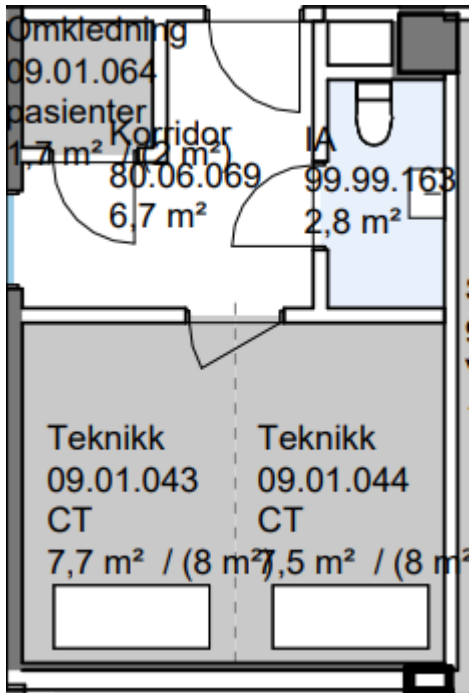 Omkledning
09.01.064
pasienter
1,7 m² / (2 m²)
Korridor
80.06.069
6,7 m²
IA
99.99.163
2,8 m²
Teknikk
09.01.043
CT
7,7 m² / (8 m²)
Teknikk
09.01.044
CT
7,5 m² / (8 m²